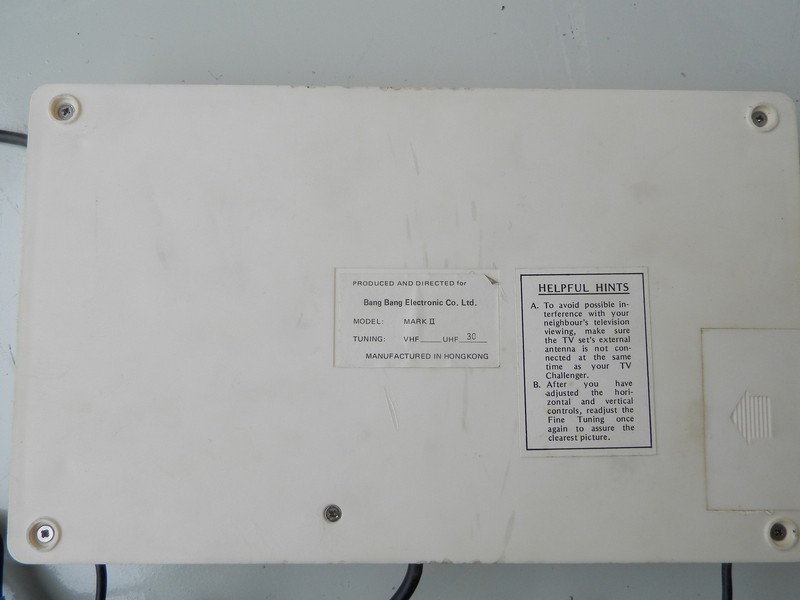 PRODUCED AND DIRECTED for
Bang Bang Electronic Co. Ltd.
MODEL: MARK II
TUNING: VHF____UHF 30
MANUFACTURED IN HONGKONG
HELPFUL HINTS
A. To avoid possible in-
terference with your
neighbour's television
viewing, make sure
the TV set's external
antenna is not con-
nected at the same
time as your TV
Challenger.
B. After you have
adjusted the hori-
zontal and vertical
controls, readjust the
Fine Tuning once
again to assure the
clearest picture.